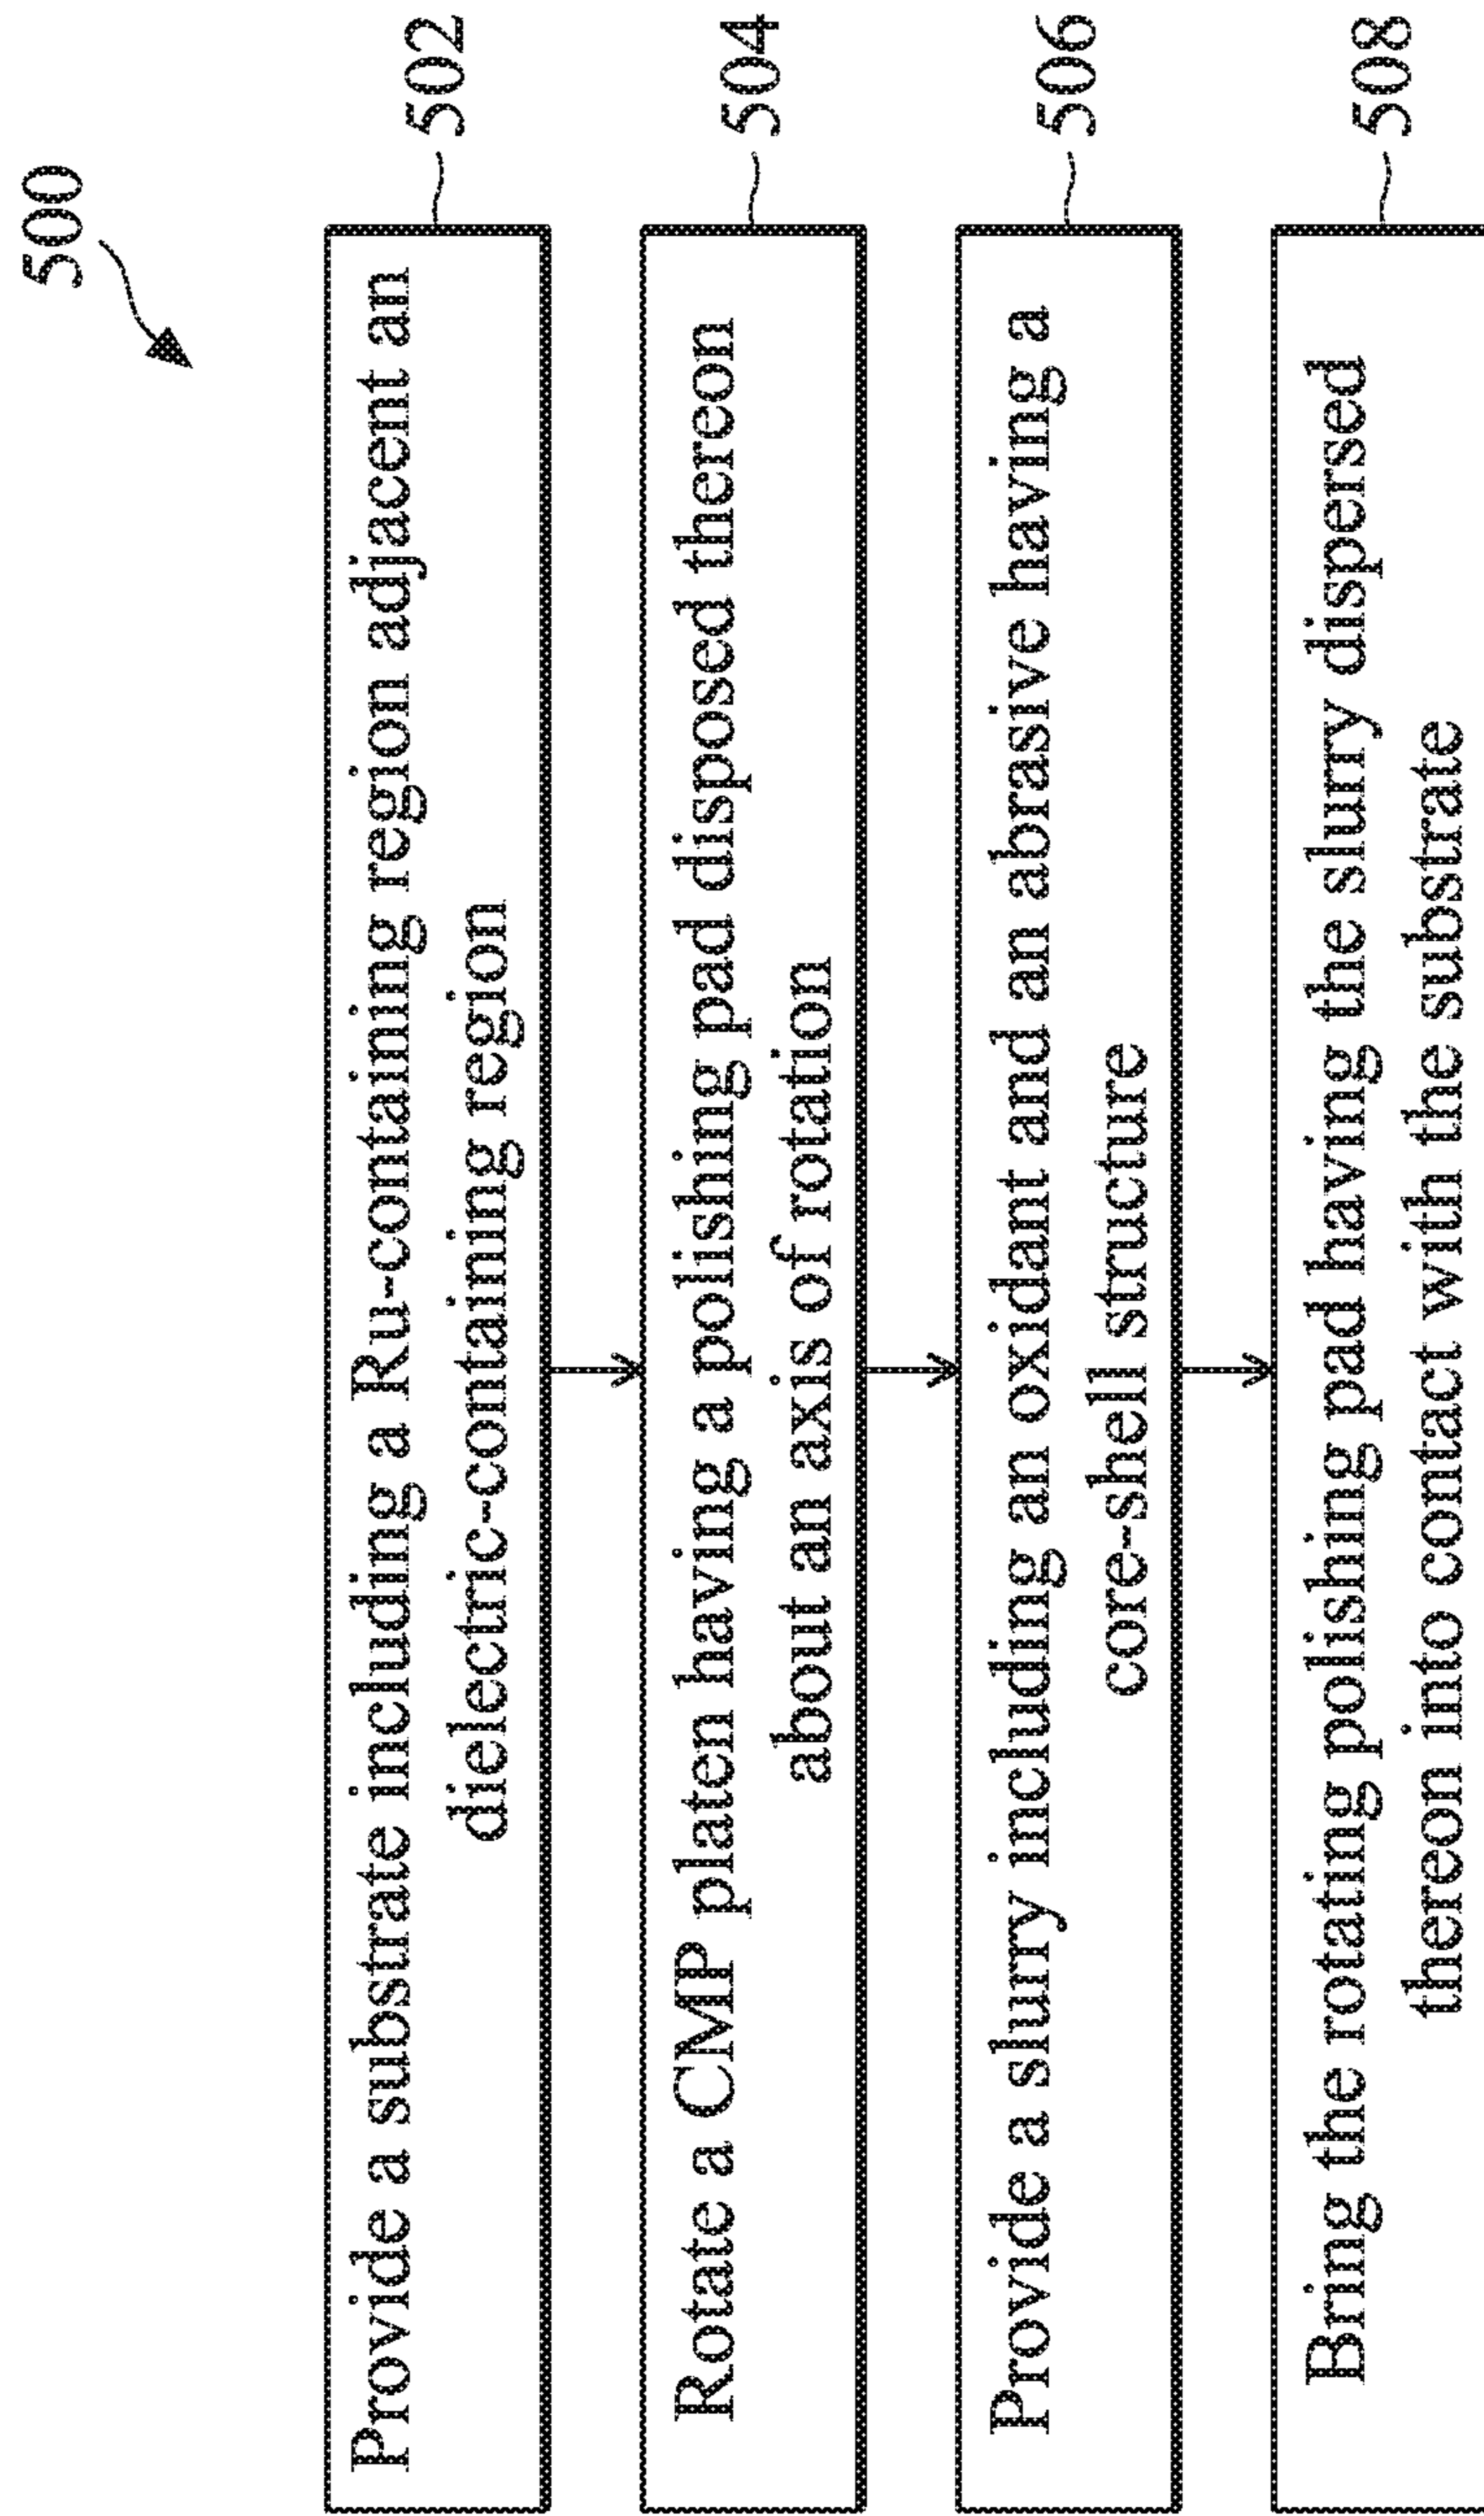 500
Provide a substrate including a Ru-containing region adjacent an
dielectric-containing region
502
Rotate a CMP platen having a polishing pad disposed thereon
about an axis of rotation
504
Provide a slurry including an oxidant and an abrasive having a
core-shell structure
506
Bring the rotating polishing pad having the slurry dispersed
thereon into contact with the substrate
508